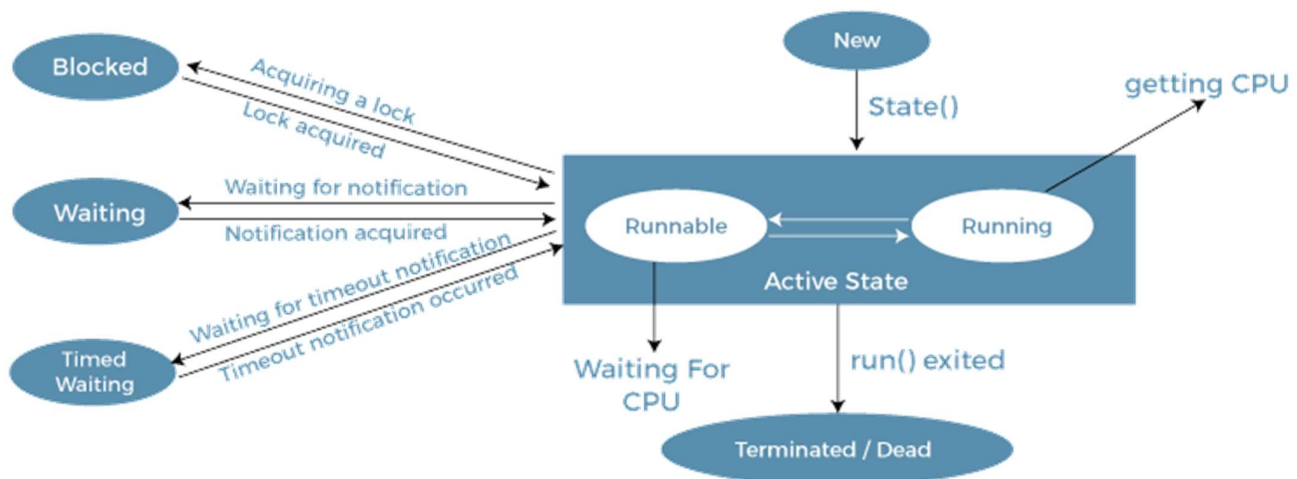 New
Blocked
Acquiring a lock
Lock acquired
State()
getting CPU
Waiting
Waiting for notification
Notification acquired
Runnable
Running
Active State
Waiting for timeout notification
Timeout notification occurred
Timed
Waiting
Waiting For
CPU
run() exited
Terminated / Dead